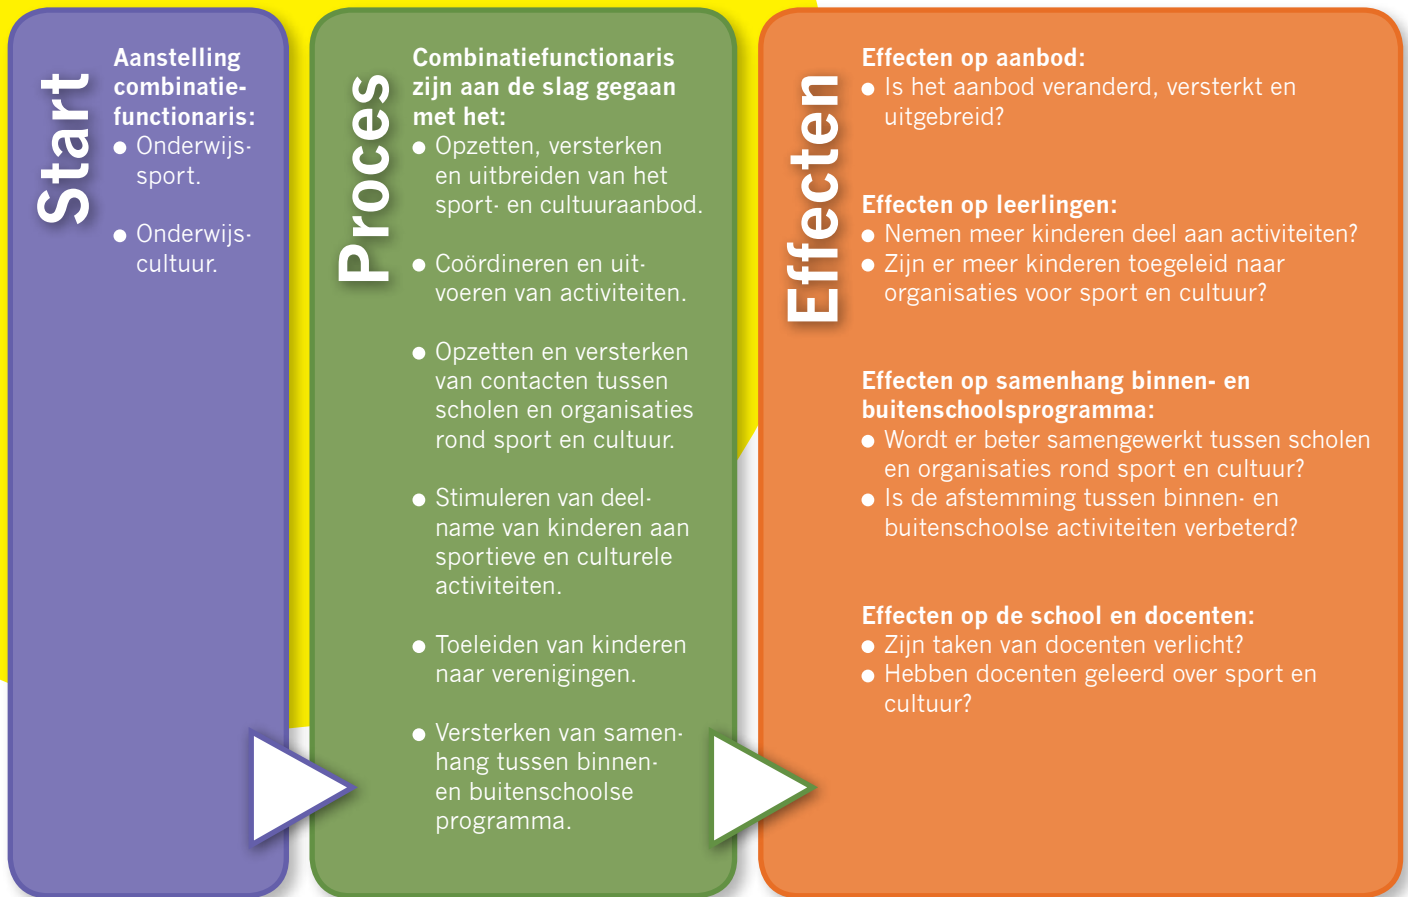 Start
Aanstelling
combinatie-
functionaris:
● Onderwijs-
sport.
● Onderwijs-
cultuur.
Proces
Combinatiefunctionaris
zijn aan de slag gegaan
met het:
● Opzetten, versterken
en uitbreiden van het
sport- en cultuuraanbod.
● Coördineren en uit-
voeren van activiteiten.
● Opzetten en versterken
van contacten tussen
scholen en organisaties
rond sport en cultuur.
● Stimuleren van deel-
name van kinderen aan
sportieve en culturele
activiteiten.
● Toeleiden van kinderen
naar verenigingen.
● Versterken van samen-
hang tussen binnen-
en buitenschoolse
programma.
Effecten
Effecten op aanbod:
● Is het aanbod veranderd, versterkt en
uitgebreid?
Effecten op leerlingen:
● Nemen meer kinderen deel aan activiteiten?
● Zijn er meer kinderen toegeleid naar
organisaties voor sport en cultuur?
Effecten op samenhang binnen- en
buitenschoolsprogramma:
● Wordt er beter samengewerkt tussen scholen
en organisaties rond sport en cultuur?
● Is de afstemming tussen binnen- en
buitenschoolse activiteiten verbeterd?
Effecten op de school en docenten:
● Zijn taken van docenten verlicht?
● Hebben docenten geleerd over sport en
cultuur?